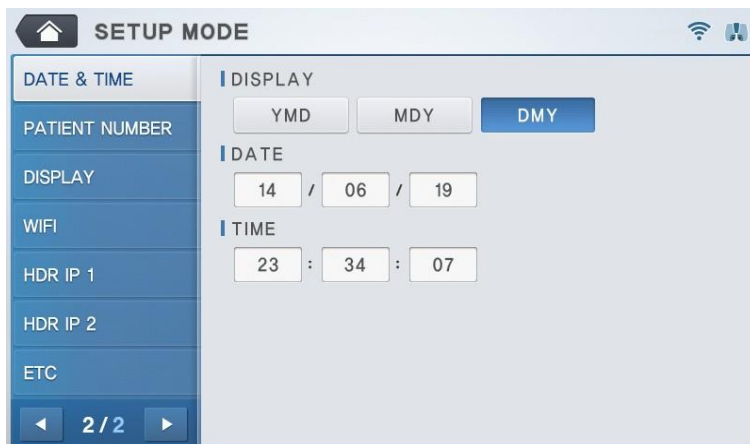 SETUP MODE
DATE & TIME
PATIENT NUMBER
DISPLAY
WIFI
HDR IP 1
HDR IP 2
ETC
2/2
DISPLAY
YMD MDY DMY
DATE
14 / 06 / 19
TIME
23 : 34 : 07